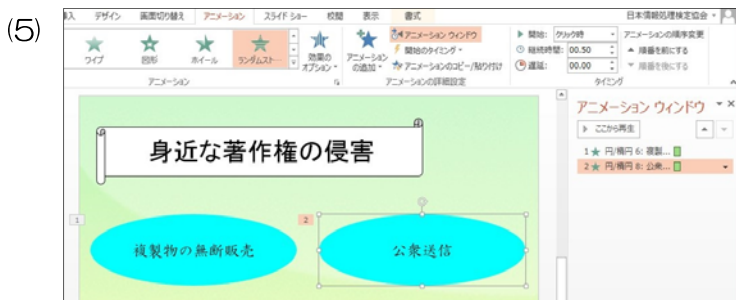 (5)
挿入 デザイン 画面切り替え アニメーション スライド ショー 校閲 表示 書式 日本情報処理検定協会
ワイプ 図形 ホイール ランダムスト… 効果の オプション アニメーション の追加 アニメーション ウィンドウ 開始: クリック時 アニメーションの順序変更
開始のタイミング 継続時間: 00.50 順番を前にする
アニメーションのコピー/貼り付け 遅延: 00.00 順番を後にする
アニメーション アニメーションの詳細設定 タイミング
身近な著作権の侵害
1 複製物の無断販売
2 公衆送信
アニメーション ウィンドウ
ここから再生
1 円/楕円 6: 複製...
2 円/楕円 8: 公衆...